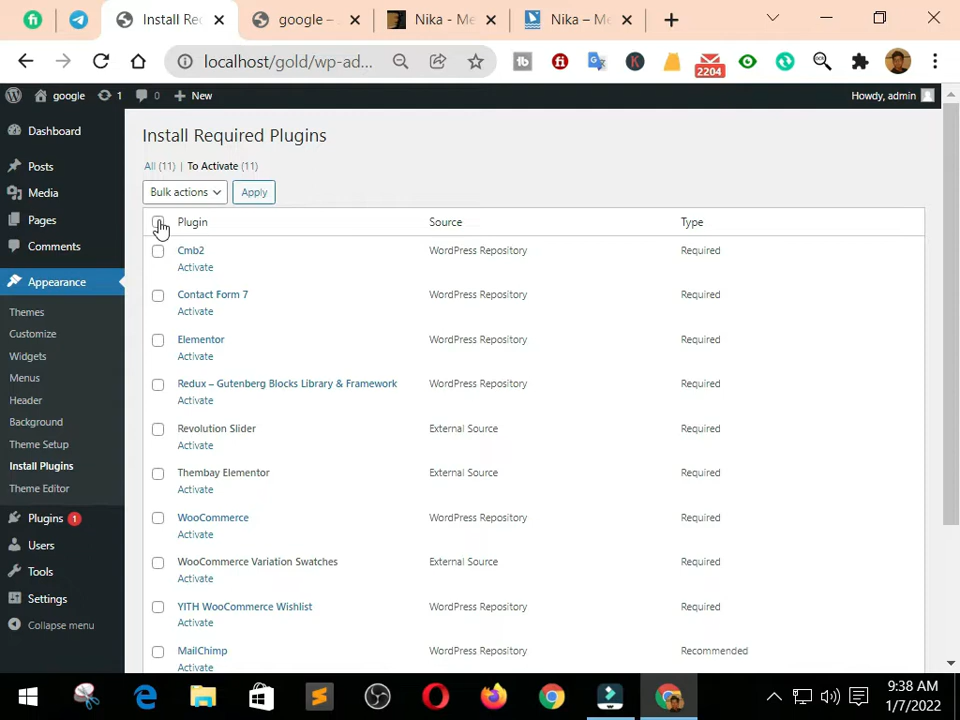 Install Rec
google –
Nika - Me
Nika – Me
localhost/gold/wp-ad...
2204
google
1
0
New
Howdy, admin
Dashboard
Posts
Media
Pages
Comments
Appearance
Themes
Customize
Widgets
Menus
Header
Background
Theme Setup
Install Plugins
Theme Editor
Plugins 1
Users
Tools
Settings
Collapse menu
Install Required Plugins
All (11) | To Activate (11)
Bulk actions Apply
Plugin Source Type
Cmb2 WordPress Repository Required
Activate
Contact Form 7 WordPress Repository Required
Activate
Elementor WordPress Repository Required
Activate
Redux – Gutenberg Blocks Library & Framework WordPress Repository Required
Activate
Revolution Slider External Source Required
Activate
Thembay Elementor External Source Required
Activate
WooCommerce WordPress Repository Required
Activate
WooCommerce Variation Swatches External Source Required
Activate
YITH WooCommerce Wishlist WordPress Repository Required
Activate
MailChimp WordPress Repository Recommended
Activate
9:38 AM
1/7/2022